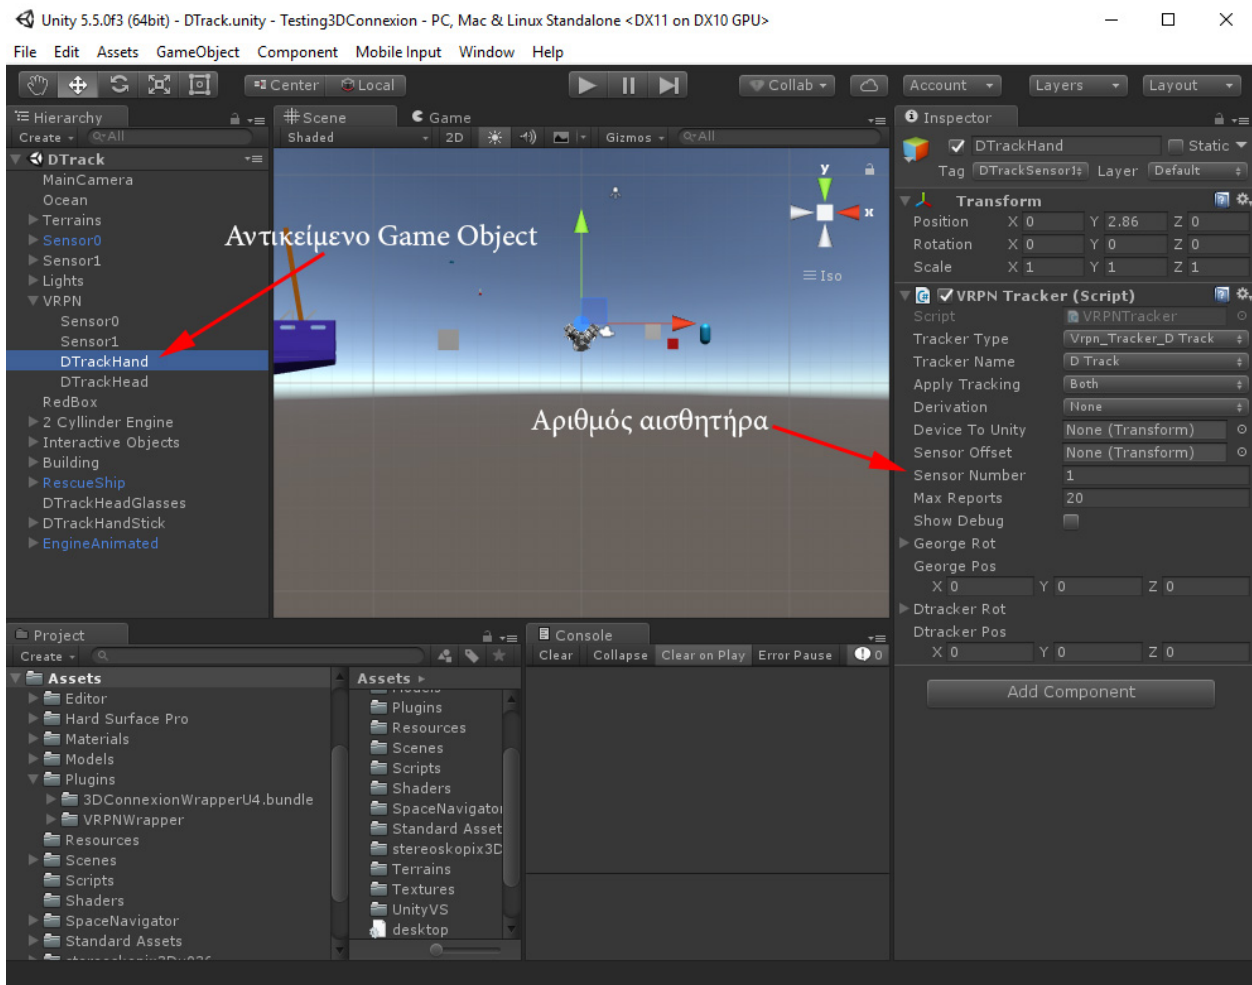 Unity 5.5.0f3 (64bit) - DTrack.unity - Testing3DConnexion - PC, Mac & Linux Standalone <DX11 on DX10 GPU>
File Edit Assets GameObject Component Mobile Input Window Help
Center Local Collab Account Layers Layout
Hierarchy
Create All
DTrack
MainCamera
Ocean
Terrains
Sensor0
Sensor1
Lights
VRPN
Sensor0
Sensor1
DTrackHand
DTrackHead
RedBox
2 Cyllinder Engine
Interactive Objects
Building
RescueShip
DTrackHeadGlasses
DTrackHandStick
EngineAnimated
Scene Game
Shaded 2D Gizmos All
y
x
Iso
Αντικείμενο Game Object
Αριθμός αισθητήρα
Inspector
DTrackHand Static
Tag DTrackSensor1 Layer Default
Transform
Position X 0 Y 2.86 Z 0
Rotation X 0 Y 0 Z 0
Scale X 1 Y 1 Z 1
VRPN Tracker (Script)
Script VRPNTracker
Tracker Type Vrpn_Tracker_D Track
Tracker Name D Track
Apply Tracking Both
Derivation None
Device To Unity None (Transform)
Sensor Offset None (Transform)
Sensor Number 1
Max Reports 20
Show Debug
George Rot
George Pos
X 0 Y 0 Z 0
Dtracker Rot
Dtracker Pos
X 0 Y 0 Z 0
Add Component
Project
Create
Assets
Editor
Hard Surface Pro
Materials
Models
Plugins
3DConnexionWrapperU4.bundle
VRPNWrapper
Resources
Scenes
Scripts
Shaders
SpaceNavigator
Standard Assets
Assets
Models
Plugins
Resources
Scenes
Scripts
Shaders
SpaceNavigator
Standard Asset
stereoskopix3D
Terrains
Textures
UnityVS
desktop
Console
Clear Collapse Clear on Play Error Pause 0